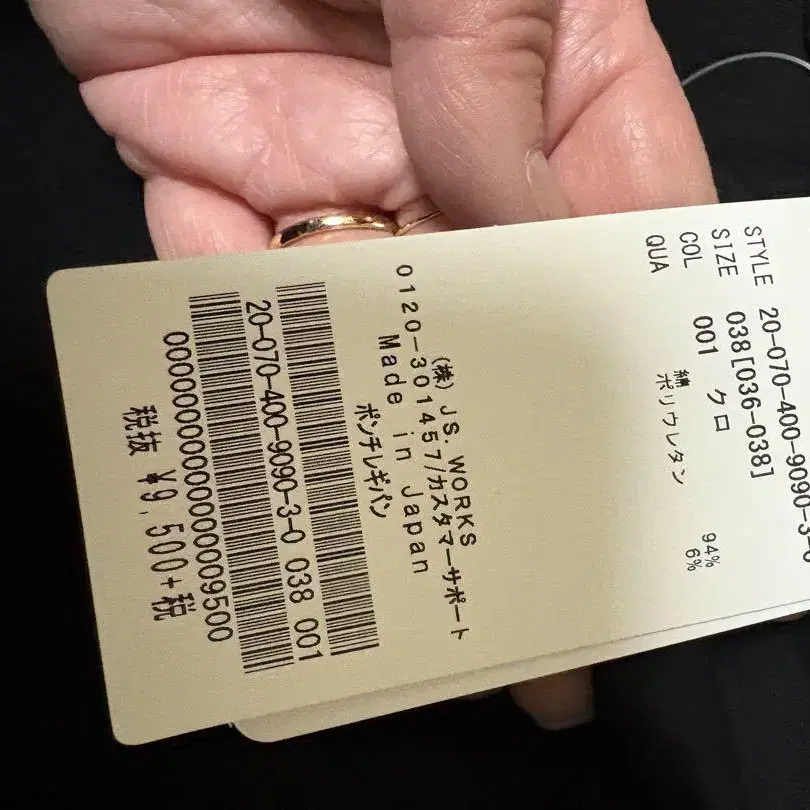 STYLE 20-070-400-9090-3-0
SIZE 038[036-038]
COL 001 クロ
QUA
綿 94%
ポリウレタン 6%
(株)JS.WORKS
0120-301457/カスタマーサポート
Made in Japan
ポンチレギパン
20-070-400-9090-3-0 038 001
0000000000000000009500
税抜 ¥9,500+税